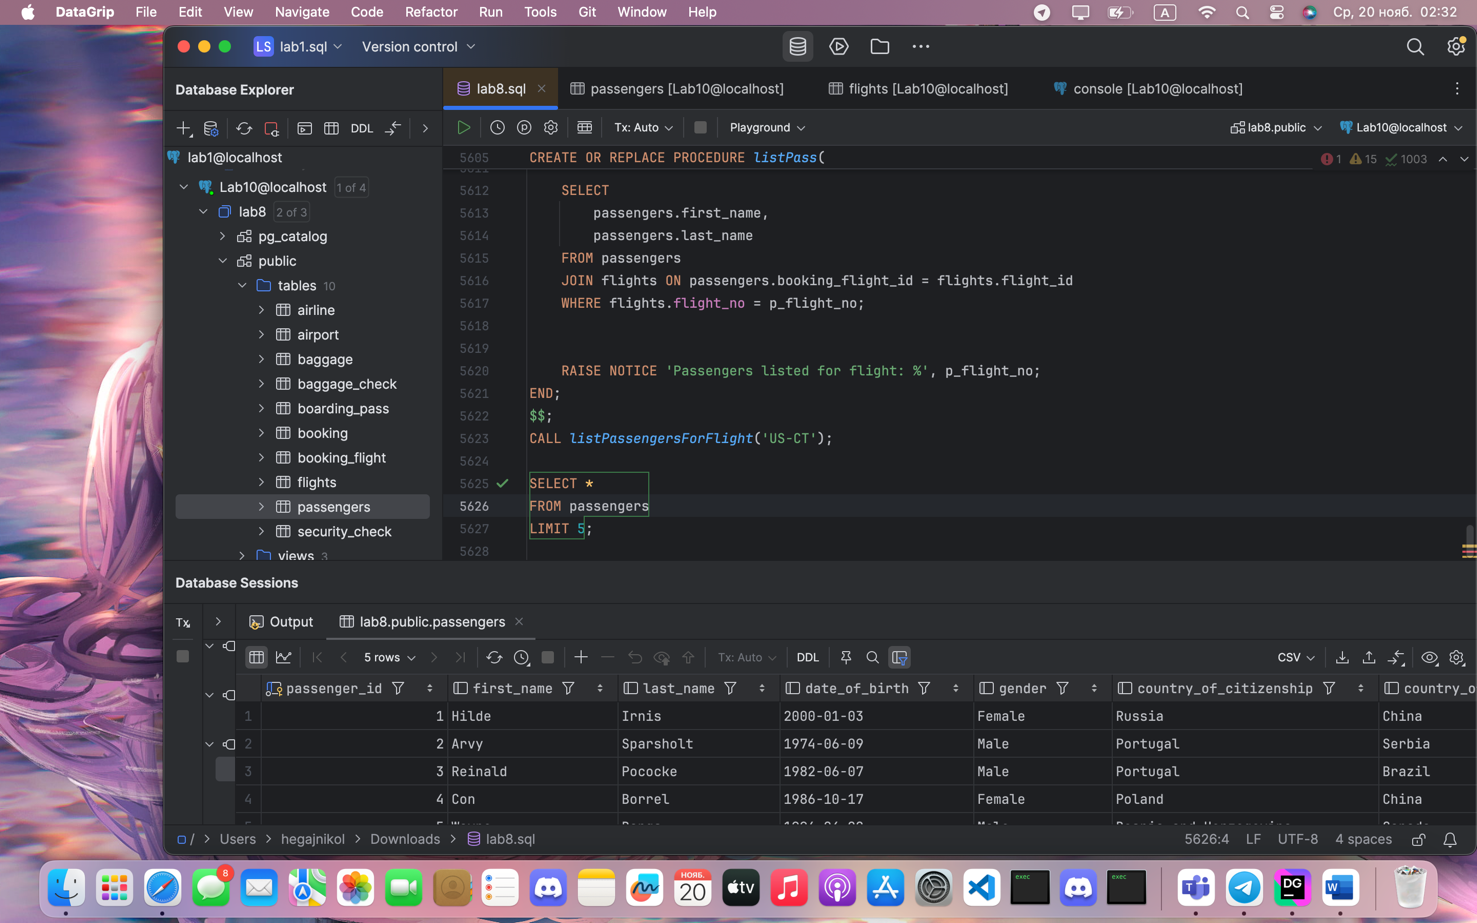 DataGrip File Edit View Navigate Code Refactor Run Tools Git Window Help A Ср, 20 нояб. 02:32
LS lab1.sql Version control
Database Explorer
lab8.sql passengers [Lab10@localhost] flights [Lab10@localhost] console [Lab10@localhost]
DDL
Tx: Auto Playground lab8.public Lab10@localhost
lab1@localhost
Lab10@localhost 1 of 4
lab8 2 of 3
pg_catalog
public
tables 10
airline
airport
baggage
baggage_check
boarding_pass
booking
booking_flight
flights
passengers
security_check
views 3
5605 CREATE OR REPLACE PROCEDURE listPass( 1 15 1003
5611
5612 SELECT
5613 passengers.first_name,
5614 passengers.last_name
5615 FROM passengers
5616 JOIN flights ON passengers.booking_flight_id = flights.flight_id
5617 WHERE flights.flight_no = p_flight_no;
5618
5619
5620 RAISE NOTICE 'Passengers listed for flight: %', p_flight_no;
5621 END;
5622 $$;
5623 CALL listPassengersForFlight('US-CT');
5624
5625 SELECT *
5626 FROM passengers
5627 LIMIT 5;
5628
Database Sessions
Tx Output lab8.public.passengers
5 rows Tx: Auto DDL CSV
passenger_id first_name last_name date_of_birth gender country_of_citizenship country_o
1 1 Hilde Irnis 2000-01-03 Female Russia China
2 2 Arvy Sparsholt 1974-06-09 Male Portugal Serbia
3 3 Reinald Pococke 1982-06-07 Male Portugal Brazil
4 4 Con Borrel 1986-10-17 Female Poland China
/ Users hegajnikol Downloads lab8.sql 5626:4 LF UTF-8 4 spaces
8
НОЯБ.
20
tv
exec
exec
DG
W